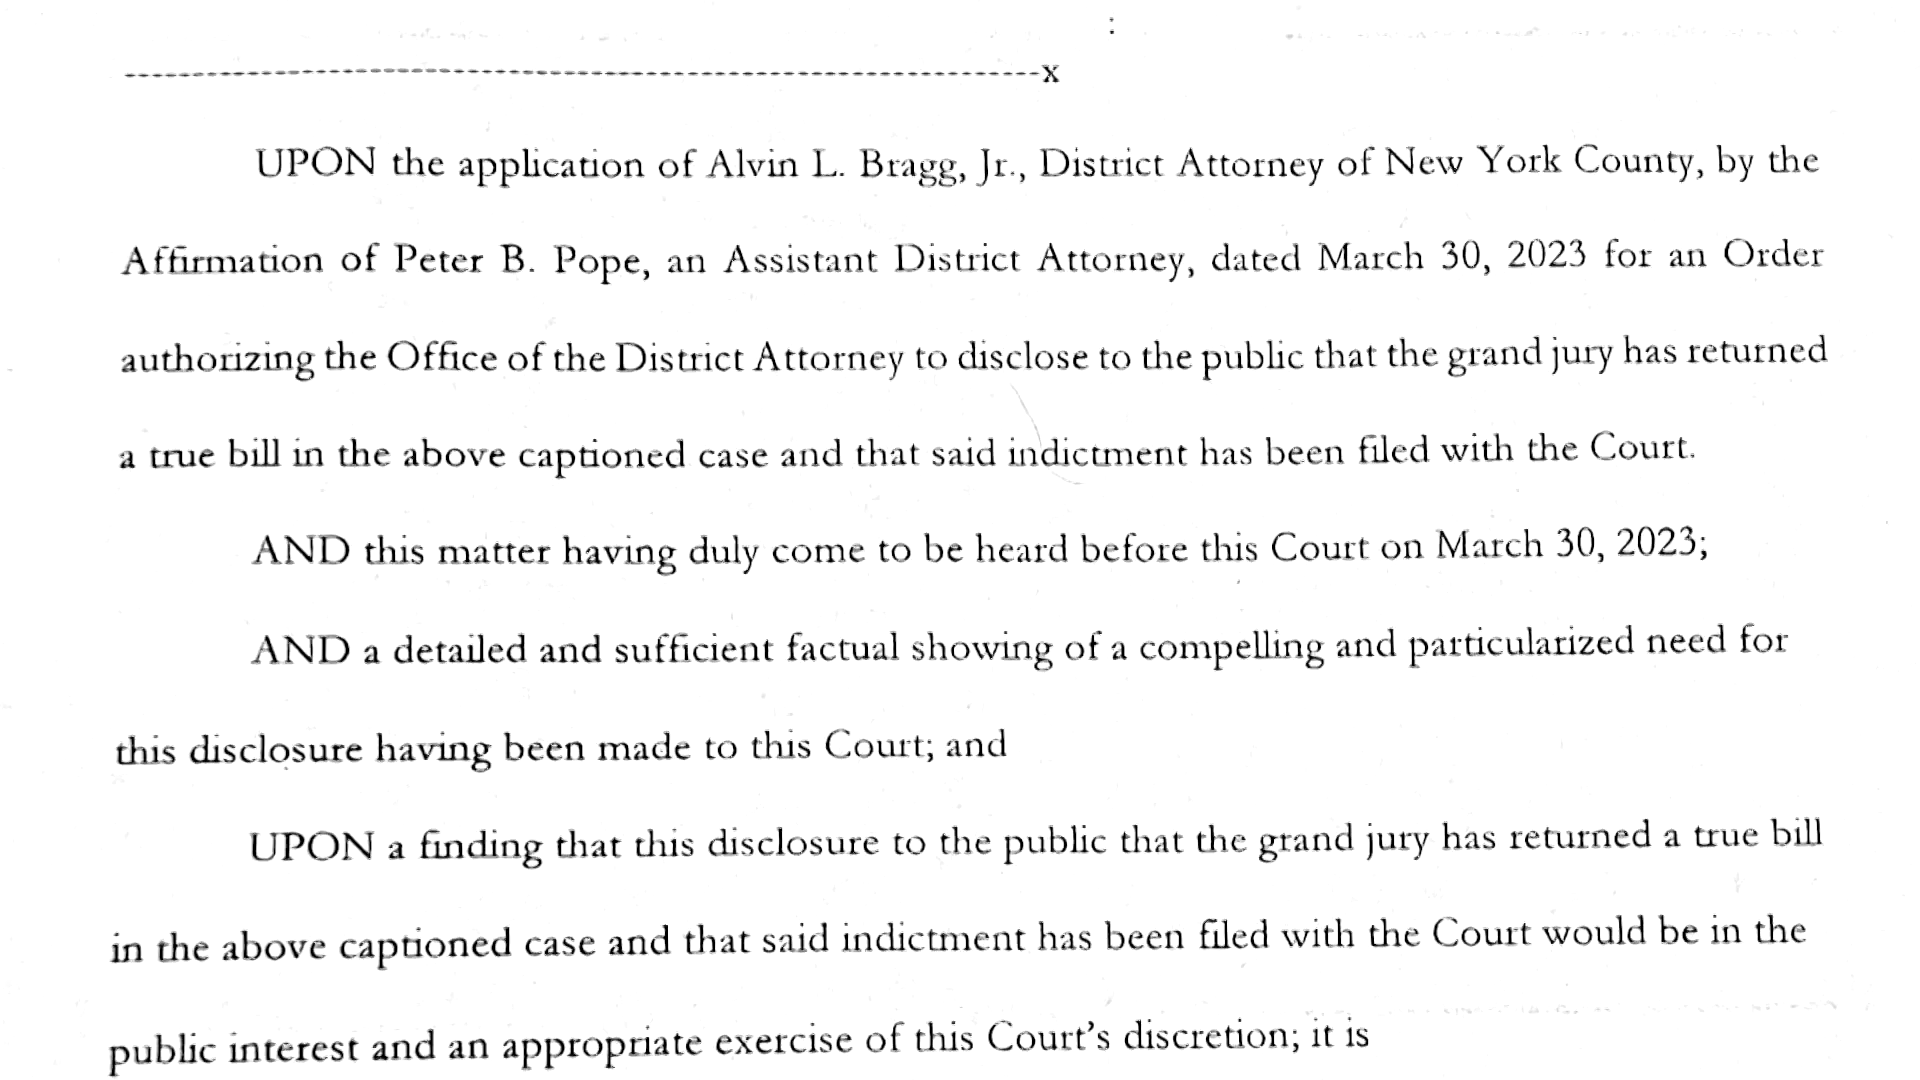 :
--------------------------------------------------------------------------------x
UPON the application of Alvin L. Bragg, Jr., District Attorney of New York County, by the
Affirmation of Peter B. Pope, an Assistant District Attorney, dated March 30, 2023 for an Order
authorizing the Office of the District Attorney to disclose to the public that the grand jury has returned
a true bill in the above captioned case and that said indictment has been filed with the Court.
AND this matter having duly come to be heard before this Court on March 30, 2023;
AND a detailed and sufficient factual showing of a compelling and particularized need for
this disclosure having been made to this Court; and
UPON a finding that this disclosure to the public that the grand jury has returned a true bill
in the above captioned case and that said indictment has been filed with the Court would be in the
public interest and an appropriate exercise of this Court's discretion; it is